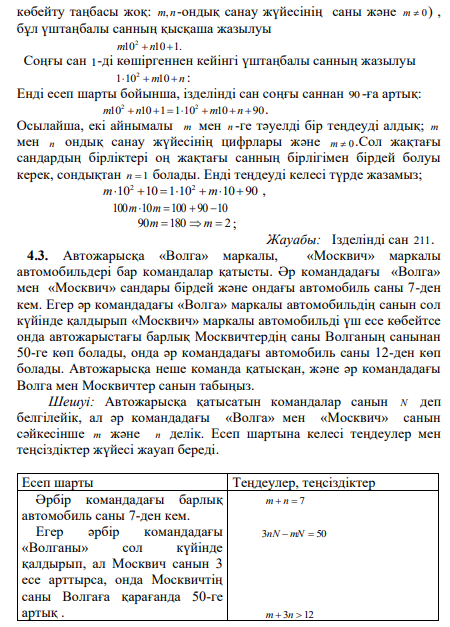 көбейту таңбасы жоқ: m,n-ондық санау жүйесінің саны және m ≠ 0) ,
бұл үштаңбалы санның қысқаша жазылуы
m10² + n10 + 1.
Соңғы сан 1-ді көшіргеннен кейінгі үштаңбалы санның жазылуы
1·10² + m10 + n :
Енді есеп шарты бойынша, ізделінді сан соңғы саннан 90-ға артық:
m10² + n10 + 1 = 1·10² + m10 + n + 90.
Осылайша, екі айнымалы m мен n-ге тәуелді бір теңдеуді алдық; m
мен n ондық санау жүйесінің цифрлары және m ≠ 0.Сол жақтағы
сандардың бірліктері оң жақтағы санның бірлігімен бірдей болуы
керек, сондықтан n = 1 болады. Енді теңдеуді келесі түрде жазамыз;
m·10² + 10 = 1·10² + m·10 + 90 ,
100m·10m = 100 + 90 − 10
90m = 180 ⇒ m = 2 ;
Жауабы: Ізделінді сан 211.
4.3. Автожарысқа «Волга» маркалы, «Москвич» маркалы
автомобильдері бар командалар қатысты. Әр командадағы «Волга»
мен «Москвич» сандары бірдей және ондағы автомобиль саны 7-ден
кем. Егер әр командадағы «Волга» маркалы автомобильдің санын сол
күйінде қалдырып «Москвич» маркалы автомобильді үш есе көбейтсе
онда автожарыстағы барлық Москвичтердің саны Волганың санынан
50-ге көп болады, онда әр командадағы автомобиль саны 12-ден көп
болады. Автожарысқа неше команда қатысқан, және әр командадағы
Волга мен Москвичтер санын табыңыз.
Шешуі: Автожарысқа қатысатын командалар санын N деп
белгілейік, ал әр командадағы «Волга» мен «Москвич» санын
сәйкесінше m және n делік. Есеп шартына келесі теңдеулер мен
теңсіздіктер жүйесі жауап береді.
Есеп шарты Теңдеулер, теңсіздіктер
Әрбір командадағы барлық m + n = 7
автомобиль саны 7-ден кем.
Егер әрбір командадағы 3nN − mN = 50
«Волганы» сол күйінде
қалдырып, ал Москвич санын 3
есе арттырса, онда Москвичтің
саны Волгаға қарағанда 50-ге
артық . m + 3n > 12